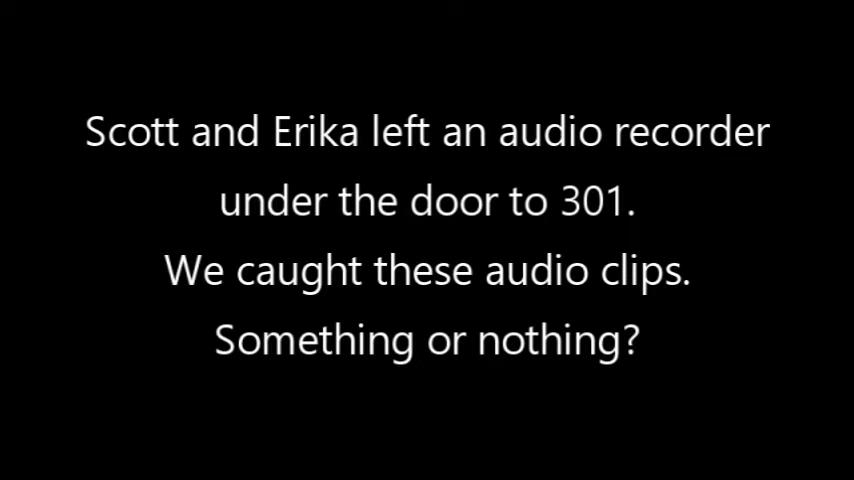 Scott and Erika left an audio recorder
under the door to 301.
We caught these audio clips.
Something or nothing?